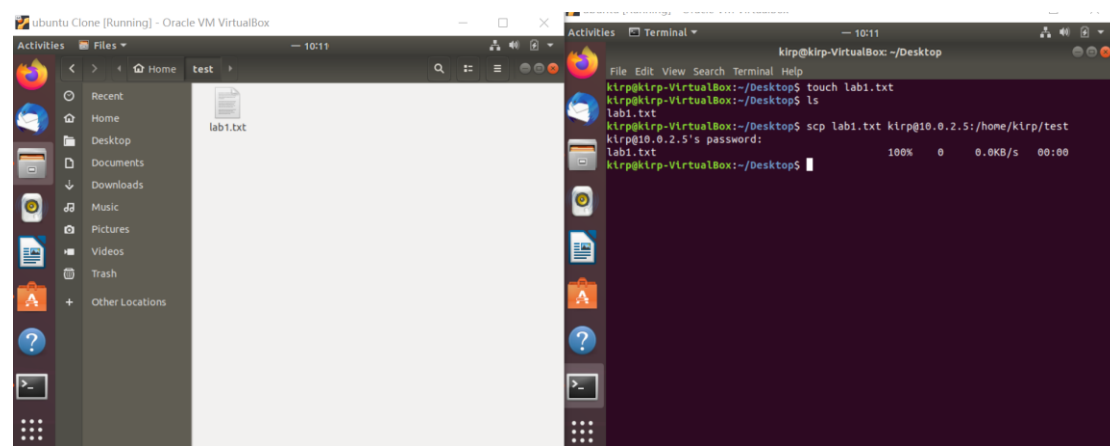 ubuntu Clone [Running] - Oracle VM VirtualBox
Activities Files
10:11
Home test
Recent
Home
Desktop
Documents
Downloads
Music
Pictures
Videos
Trash
+ Other Locations
lab1.txt
Activities Terminal
10:11
kirp@kirp-VirtualBox: ~/Desktop
File Edit View Search Terminal Help
kirp@kirp-VirtualBox:~/Desktop$ touch lab1.txt
kirp@kirp-VirtualBox:~/Desktop$ ls
lab1.txt
kirp@kirp-VirtualBox:~/Desktop$ scp lab1.txt kirp@10.0.2.5:/home/kirp/test
kirp@10.0.2.5's password:
lab1.txt 100% 0 0.0KB/s 00:00
kirp@kirp-VirtualBox:~/Desktop$